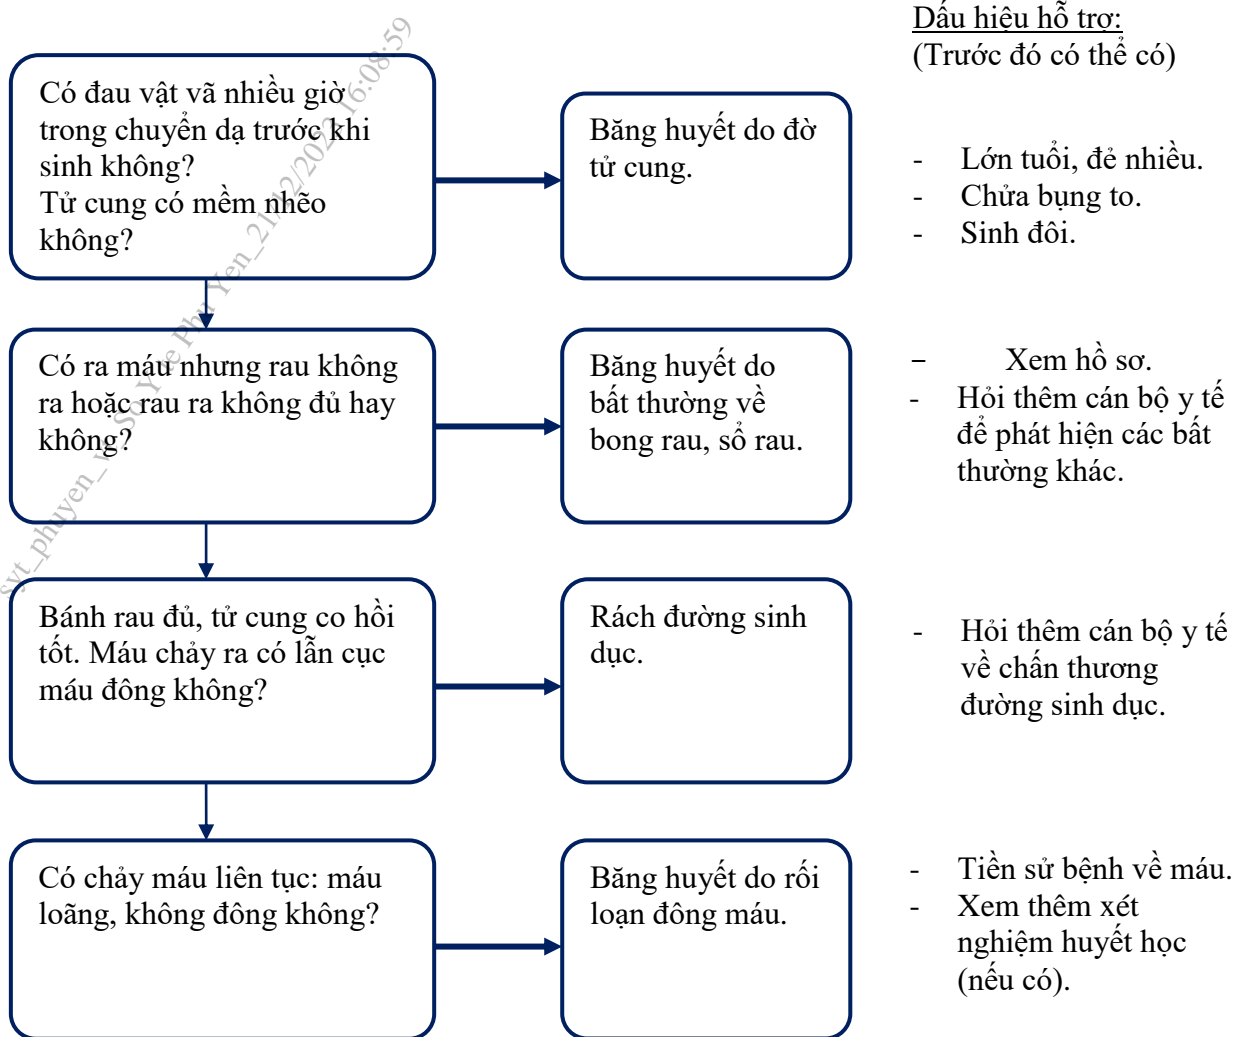 Dấu hiệu hỗ trợ:
(Trước đó có thể có)
Có đau vật vã nhiều giờ
trong chuyển dạ trước khi
sinh không?
Tử cung có mềm nhẽo
không?
Băng huyết do đờ
tử cung.
- Lớn tuổi, đẻ nhiều.
- Chửa bụng to.
- Sinh đôi.
Có ra máu nhưng rau không
ra hoặc rau ra không đủ hay
không?
Băng huyết do
bất thường về
bong rau, sổ rau.
- Xem hồ sơ.
- Hỏi thêm cán bộ y tế
để phát hiện các bất
thường khác.
Bánh rau đủ, tử cung co hồi
tốt. Máu chảy ra có lẫn cục
máu đông không?
Rách đường sinh
dục.
- Hỏi thêm cán bộ y tế
về chấn thương
đường sinh dục.
Có chảy máu liên tục: máu
loãng, không đông không?
Băng huyết do rối
loạn đông máu.
- Tiền sử bệnh về máu.
- Xem thêm xét
nghiệm huyết học
(nếu có).